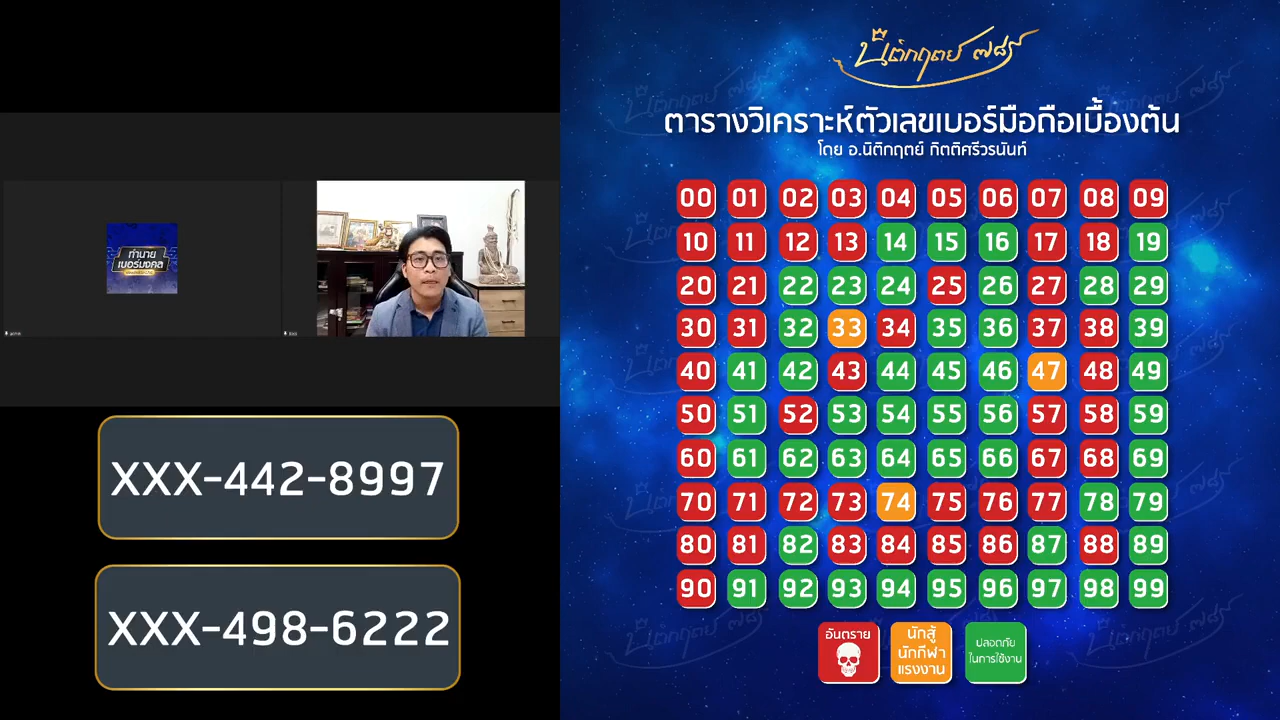 ทำนาย
เบอร์มงคล
XXX-442-8997
XXX-498-6222
นิติกฤตย์ ๗๘๙
ตารางวิเคราะห์ตัวเลขเบอร์มือถือเบื้องต้น
โดย อ.นิติกฤตย์ กิตติศรีวรนันท์
00 01 02 03 04 05 06 07 08 09
10 11 12 13 14 15 16 17 18 19
20 21 22 23 24 25 26 27 28 29
30 31 32 33 34 35 36 37 38 39
40 41 42 43 44 45 46 47 48 49
50 51 52 53 54 55 56 57 58 59
60 61 62 63 64 65 66 67 68 69
70 71 72 73 74 75 76 77 78 79
80 81 82 83 84 85 86 87 88 89
90 91 92 93 94 95 96 97 98 99
อันตราย
นักสู้
นักกีฬา
แรงงาน
ปลอดภัย
ในการใช้งาน